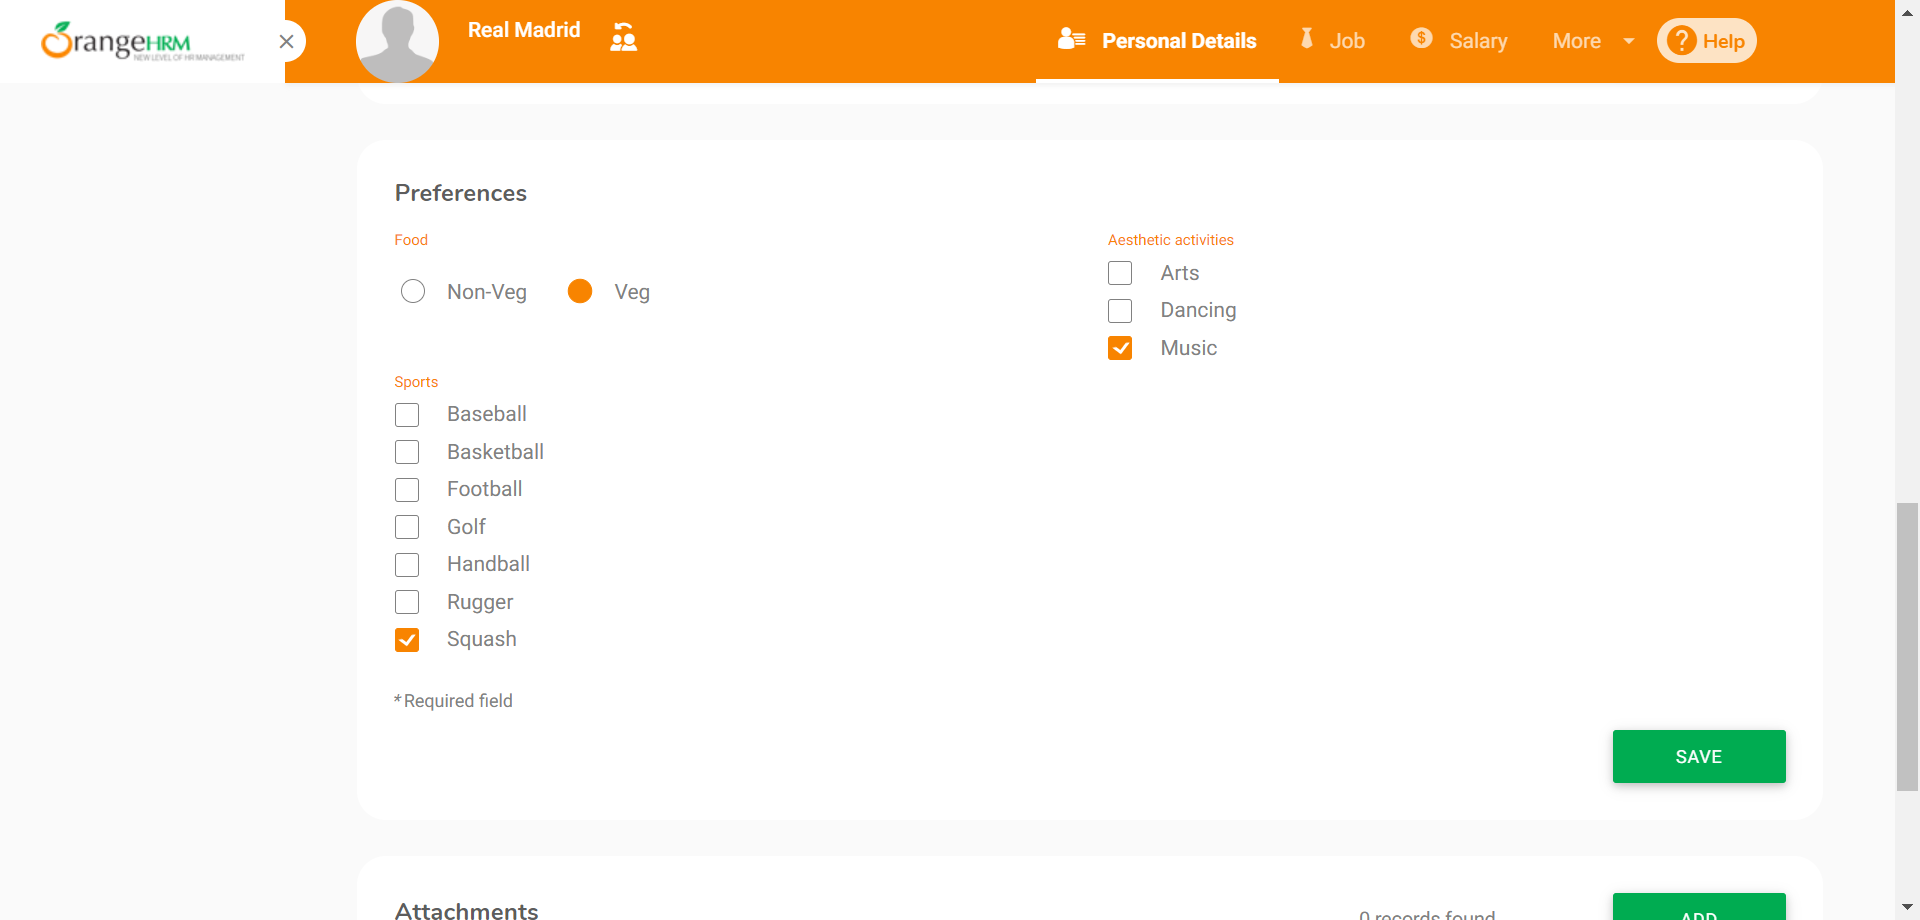 OrangeHRM
NEW LEVEL OF HR MANAGEMENT
Real Madrid
Personal Details
Job
$
Salary
More
? Help
Preferences
Food
Non-Veg
Veg
Aesthetic activities
Arts
Dancing
Music
Sports
Baseball
Basketball
Football
Golf
Handball
Rugger
Squash
* Required field
SAVE
Attachments
0 records found
ADD